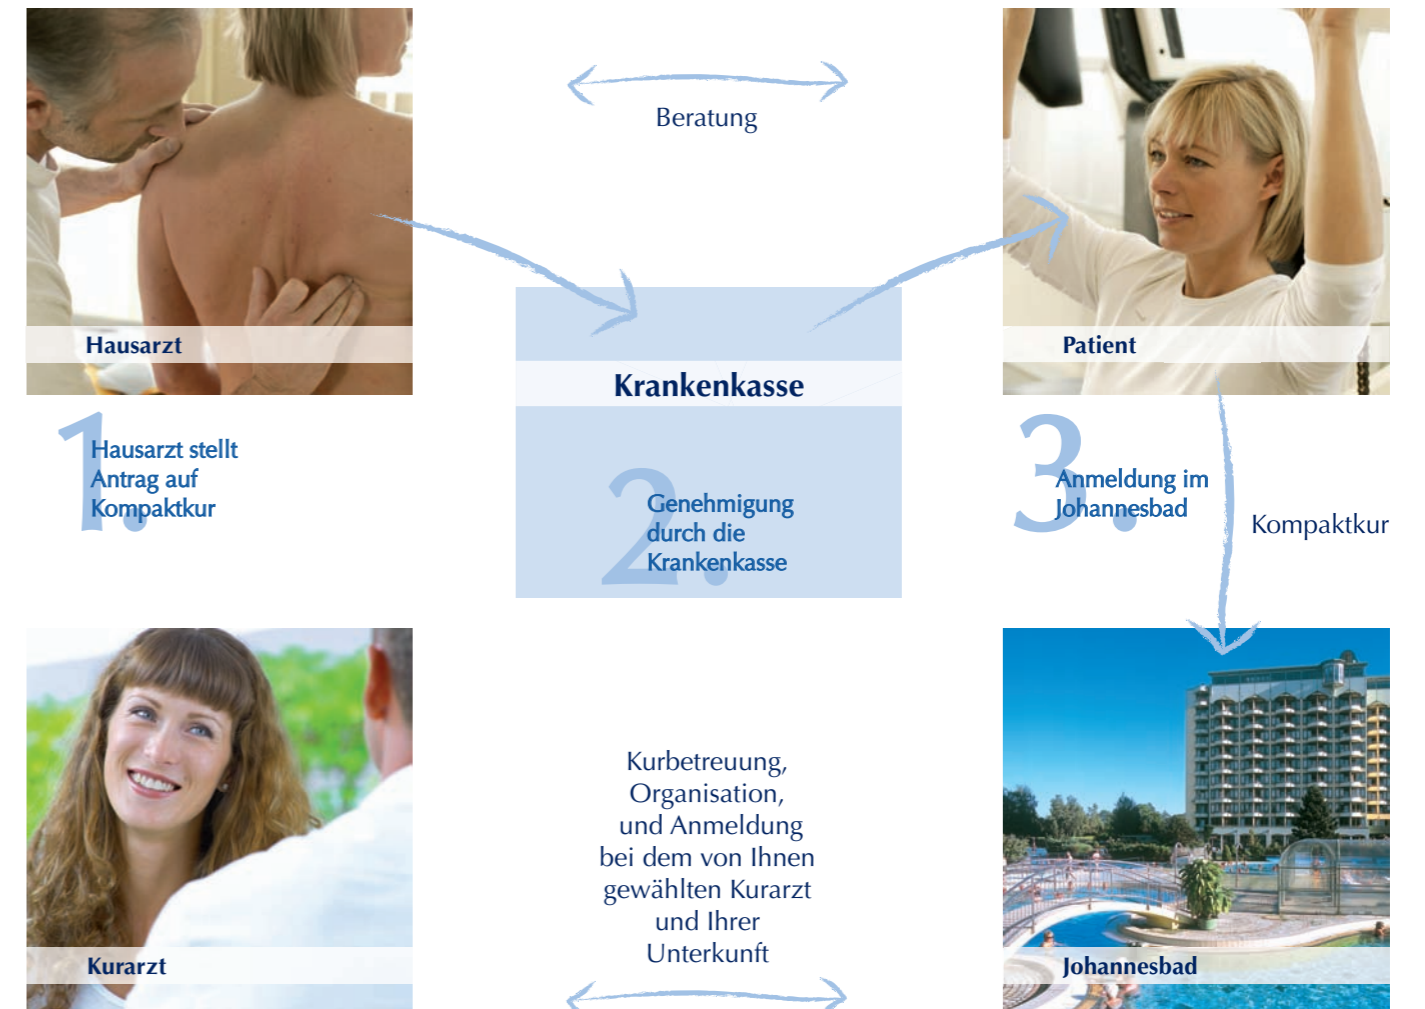 Beratung
Hausarzt
Patient
Krankenkasse
1.
Hausarzt stellt
Antrag auf
Kompaktkur
2.
Genehmigung
durch die
Krankenkasse
3.
Anmeldung im
Johannesbad
Kompaktkur
Kurbetreuung,
Organisation,
und Anmeldung
bei dem von Ihnen
gewählten Kurarzt
und Ihrer
Unterkunft
Kurarzt
Johannesbad